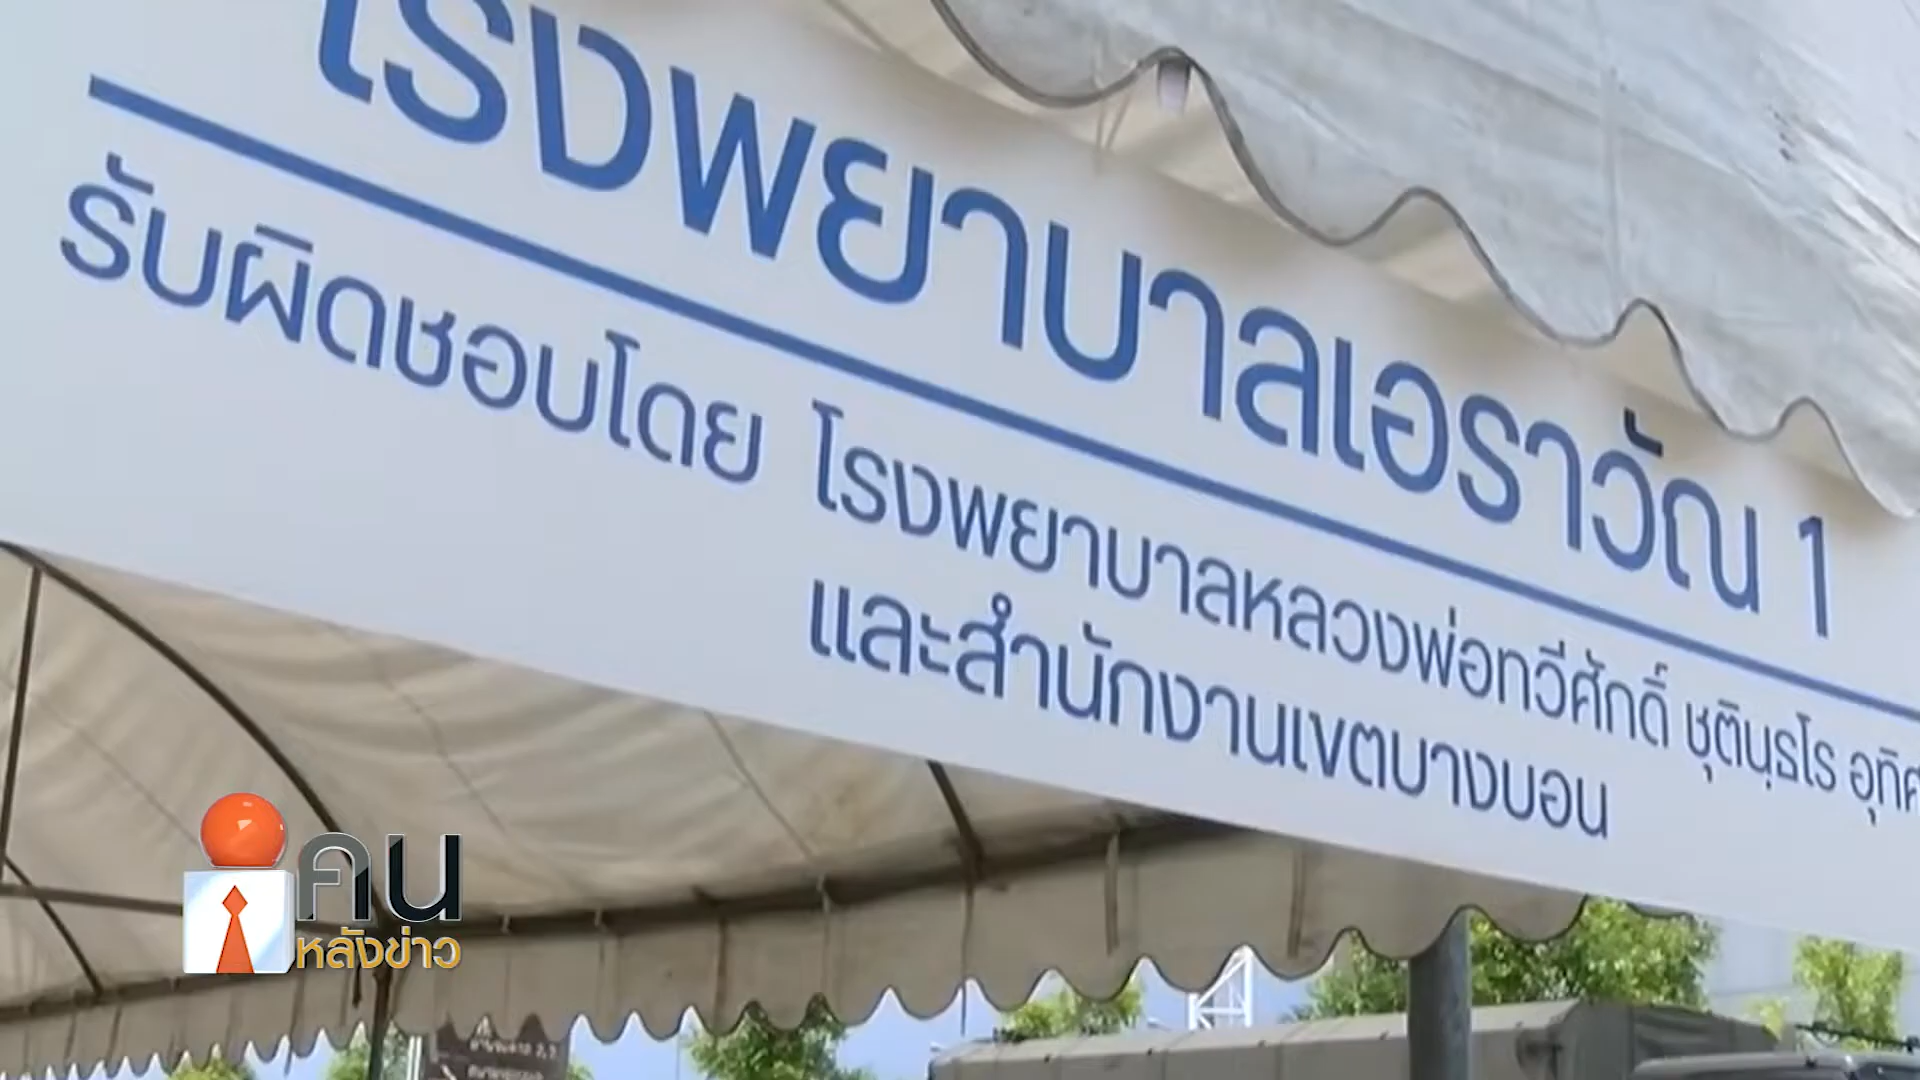 โรงพยาบาลเอราวัณ 1
รับผิดชอบโดย โรงพยาบาลหลวงพ่อทวีศักดิ์ ชุตินฺธโร อุทิศ
และสำนักงานเขตบางบอน
คน
หลังข่าว